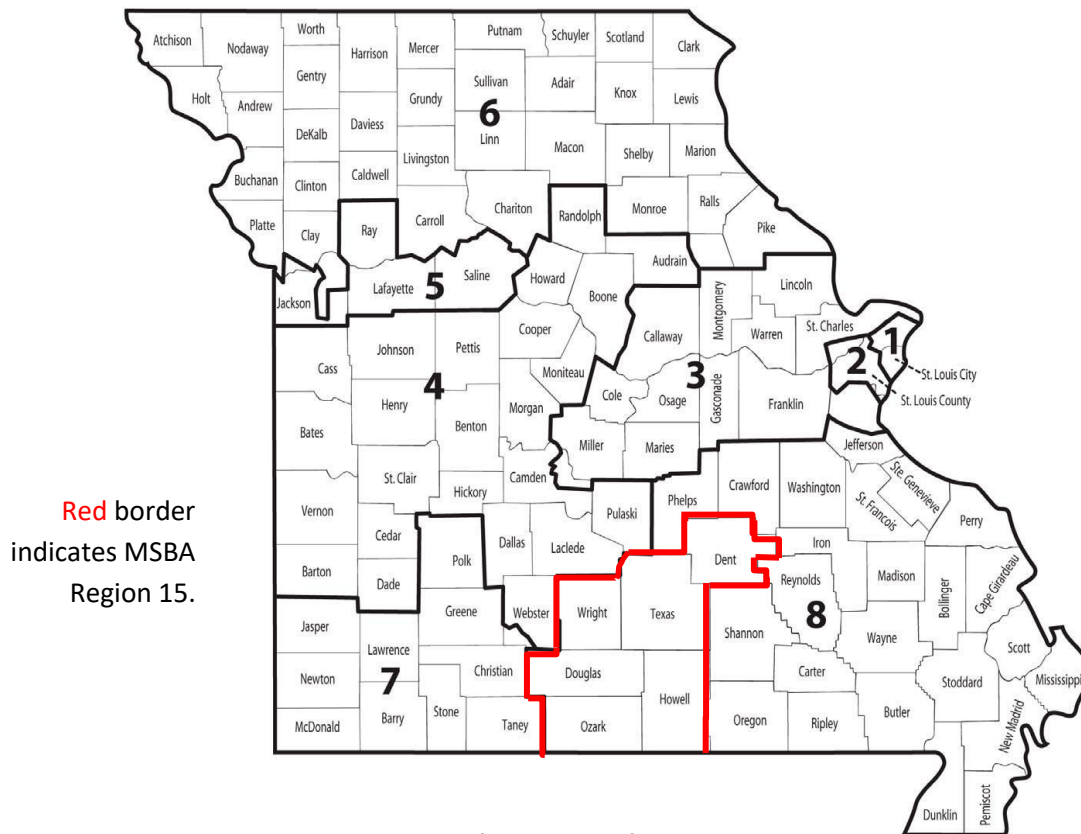 Atchison
Nodaway
Worth
Harrison
Mercer
Putnam
Schuyler
Scotland
Clark
Gentry
Sullivan
Adair
Knox
Lewis
Holt
Andrew
Grundy
6
DeKalb
Daviess
Linn
Macon
Shelby
Marion
Livingston
Buchanan
Clinton
Caldwell
Chariton
Randolph
Monroe
Ralls
Pike
Platte
Clay
Ray
Carroll
Audrain
Jackson
Lafayette
5
Saline
Howard
Boone
Montgomery
Lincoln
Callaway
Warren
St. Charles
1
2
St. Louis City
St. Louis County
Cass
Johnson
Pettis
Cooper
Moniteau
4
3
Cole
Osage
Gasconade
Franklin
Henry
Benton
Morgan
Bates
Miller
Maries
Jefferson
St. Clair
Camden
Hickory
Phelps
Crawford
Washington
Ste. Genevieve
St. Francois
Perry
Vernon
Cedar
Polk
Dallas
Laclede
Pulaski
Red border
indicates MSBA
Region 15.
Dent
Iron
Reynolds
Madison
Bollinger
Cape Girardeau
Barton
Dade
Greene
Webster
Wright
Texas
Shannon
8
Wayne
Scott
Jasper
Lawrence
Christian
Douglas
Carter
Stoddard
Mississippi
Newton
7
Howell
McDonald
Barry
Stone
Taney
Ozark
Oregon
Ripley
Butler
New Madrid
Dunklin
Pemiscot